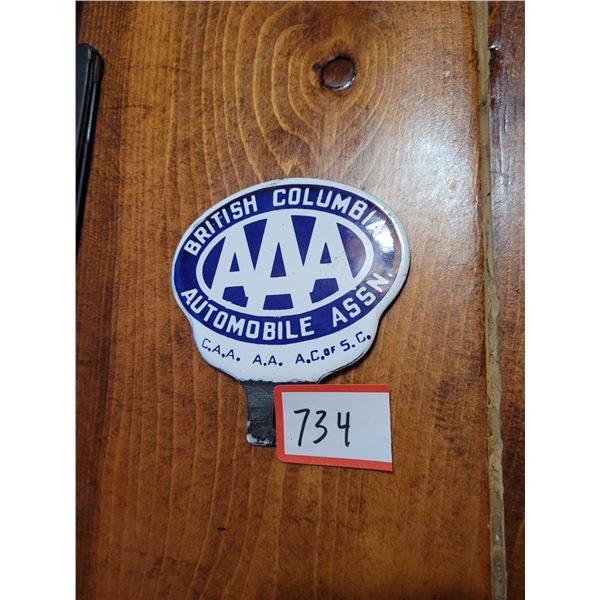 BRITISH COLUMBIA
AAA
AUTOMOBILE ASSN.
C.A.A. A.A. A.C. OF S.C.
734